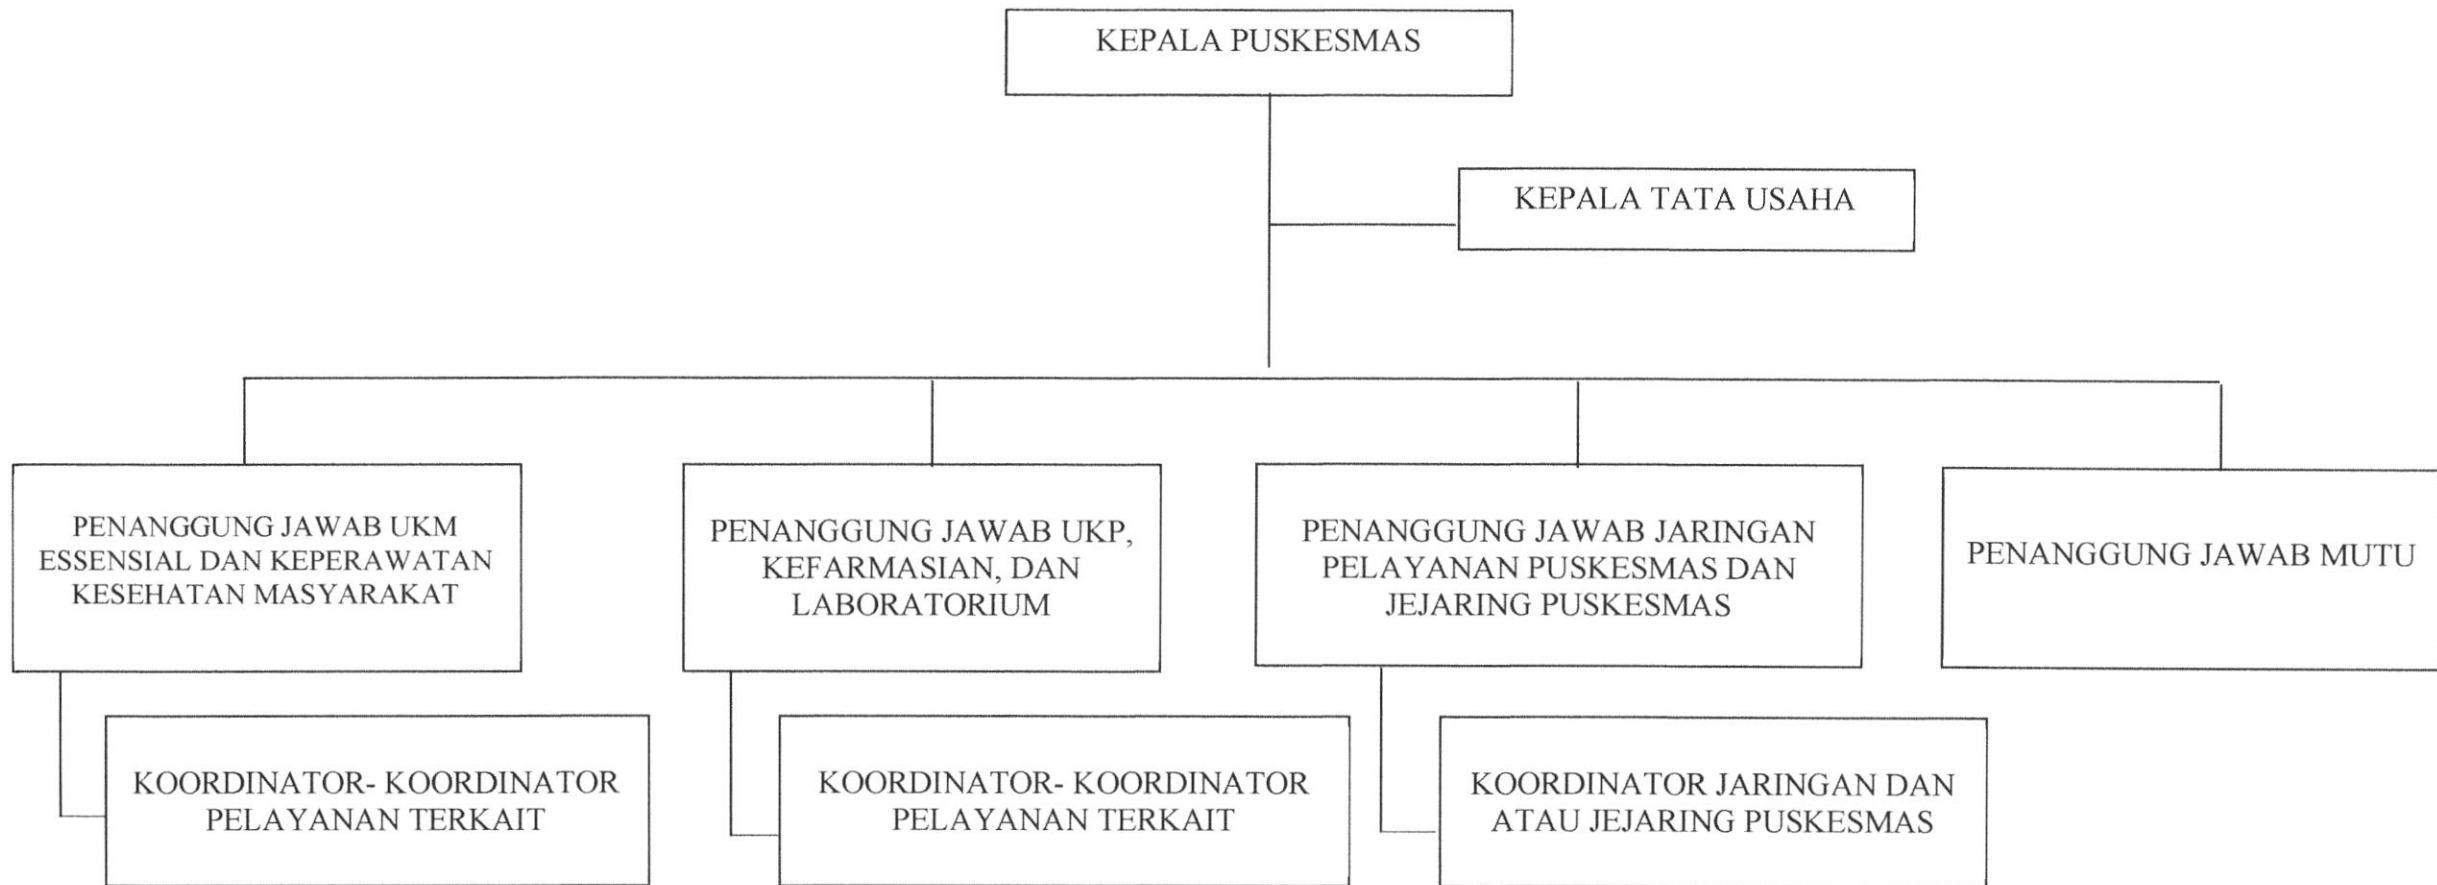 KEPALA PUSKESMAS
KEPALA TATA USAHA
PENANGGUNG JAWAB UKM
ESSENSIAL DAN KEPERAWATAN
KESEHATAN MASYARAKAT
PENANGGUNG JAWAB UKP,
KEFARMASIAN, DAN
LABORATORIUM
PENANGGUNG JAWAB JARINGAN
PELAYANAN PUSKESMAS DAN
JEJARING PUSKESMAS
PENANGGUNG JAWAB MUTU
KOORDINATOR- KOORDINATOR
PELAYANAN TERKAIT
KOORDINATOR- KOORDINATOR
PELAYANAN TERKAIT
KOORDINATOR JARINGAN DAN
ATAU JEJARING PUSKESMAS